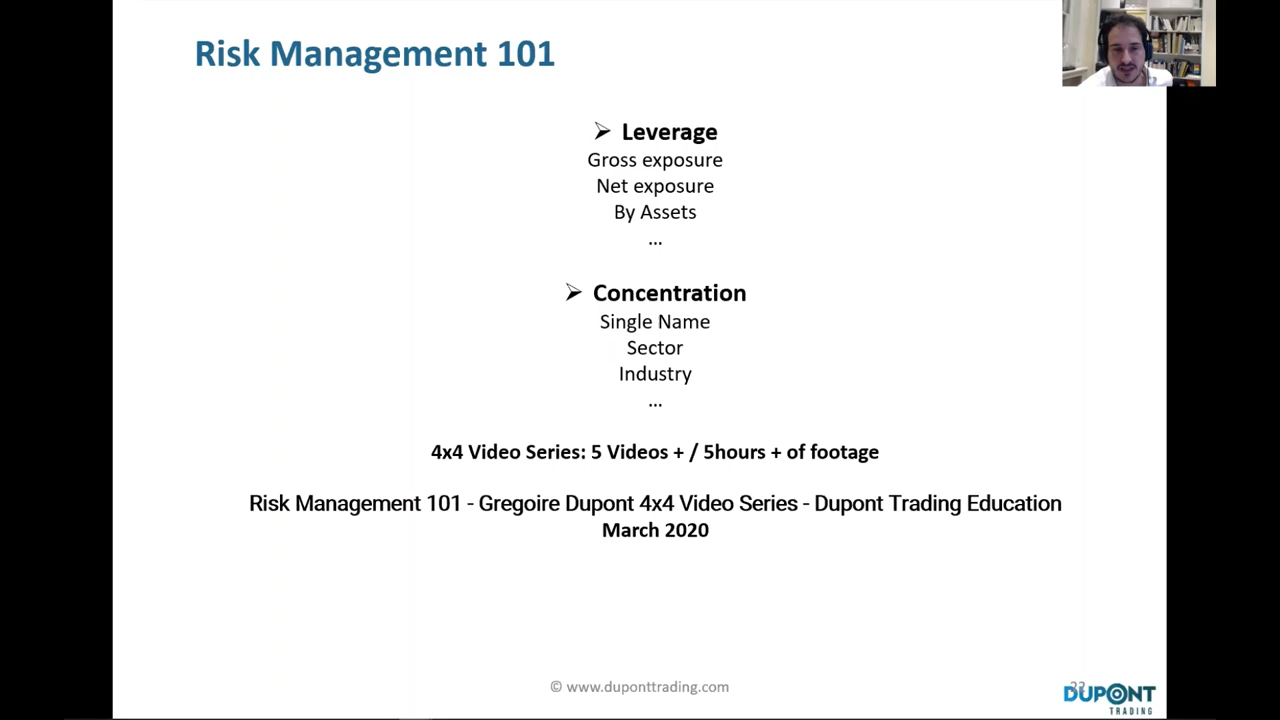 Risk Management 101
➢ Leverage
Gross exposure
Net exposure
By Assets
...
➢ Concentration
Single Name
Sector
Industry
...
4x4 Video Series: 5 Videos + / 5hours + of footage
Risk Management 101 - Gregoire Dupont 4x4 Video Series - Dupont Trading Education
March 2020
© www.duponttrading.com
DUPONT
TRADING